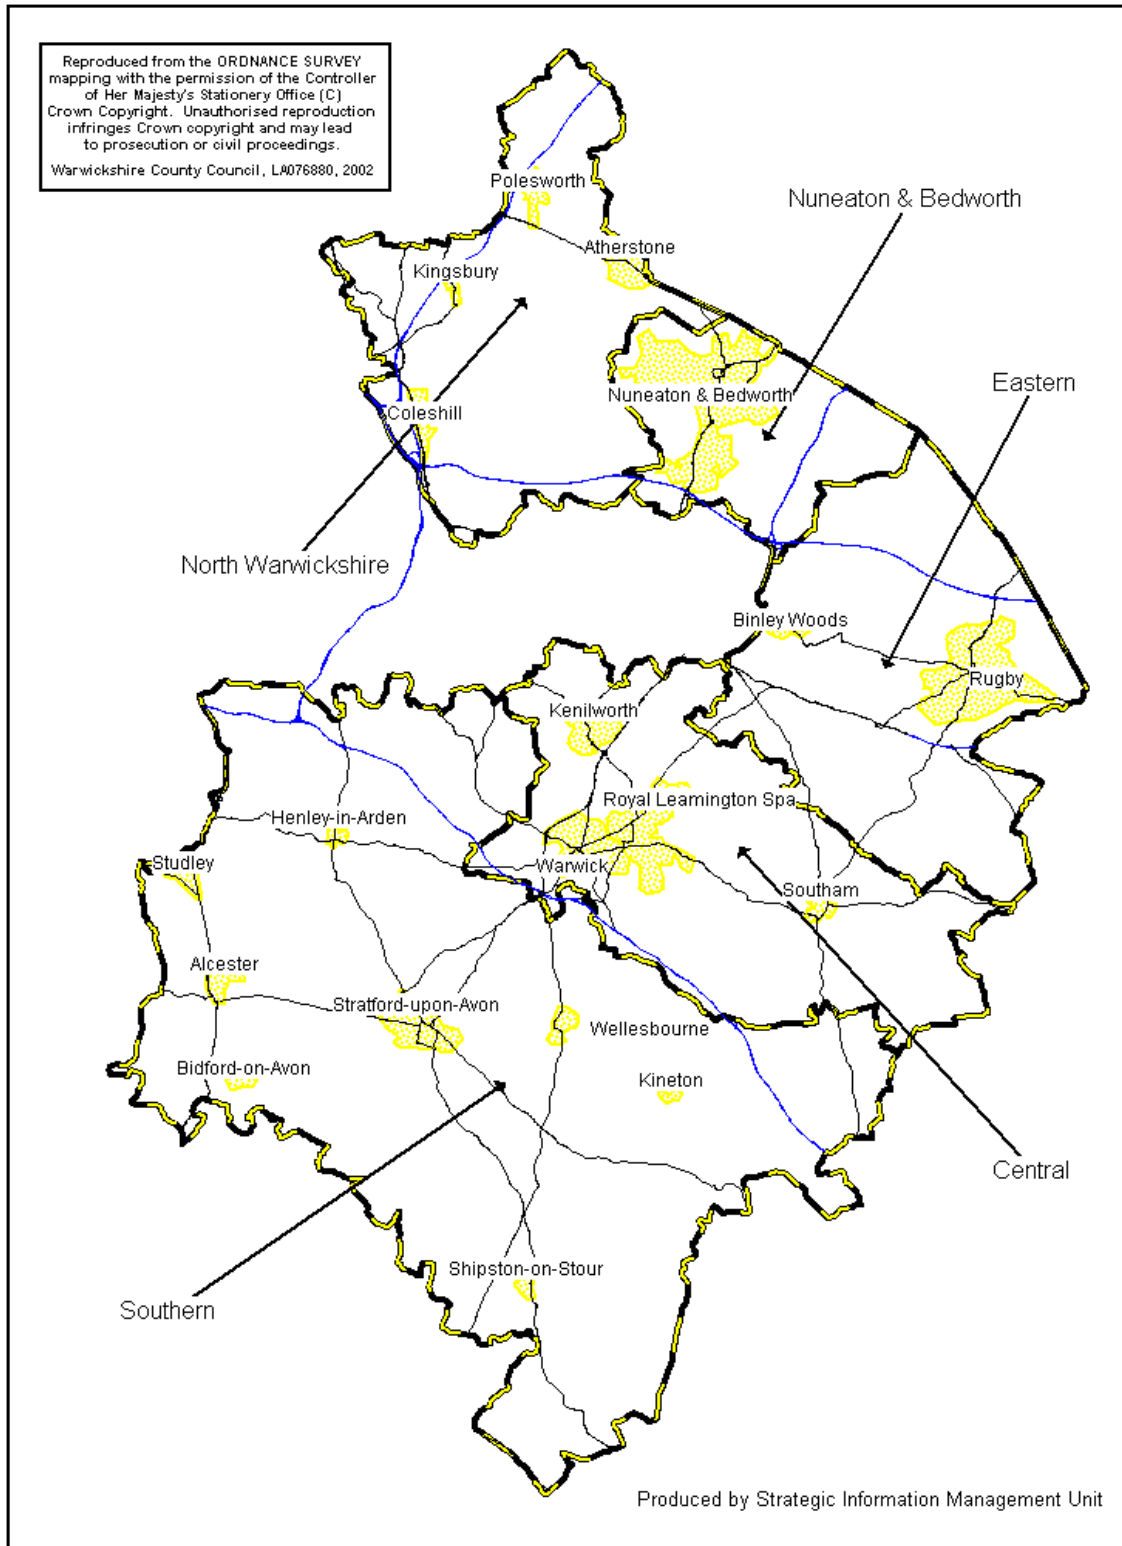 Reproduced from the ORDNANCE SURVEY
mapping with the permission of the Controller
of Her Majesty's Stationery Office (C)
Crown Copyright. Unauthorised reproduction
infringes Crown copyright and may lead
to prosecution or civil proceedings.
Warwickshire County Council, LA076880, 2002
Polesworth
Nuneaton & Bedworth
Atherstone
Kingsbury
Eastern
Nuneaton & Bedworth
Coleshill
North Warwickshire
Binley Woods
Rugby
Kenilworth
Royal Leamington Spa
Henley-in-Arden
Studley
Warwick
Southam
Alcester
Stratford-upon-Avon
Wellesbourne
Bidford-on-Avon
Kineton
Central
Shipston-on-Stour
Southern
Produced by Strategic Information Management Unit